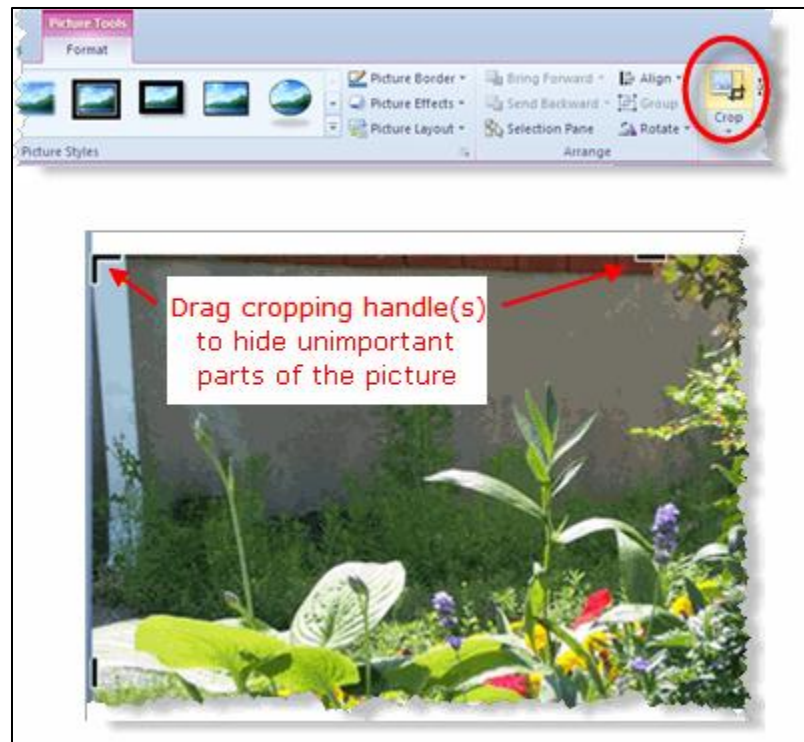 Picture Tools
Format
Picture Border
Bring Forward
Align
Picture Effects
Send Backward
Group
Crop
Picture Layout
Selection Pane
Rotate
Picture Styles
Arrange
Drag cropping handle(s)
to hide unimportant
parts of the picture